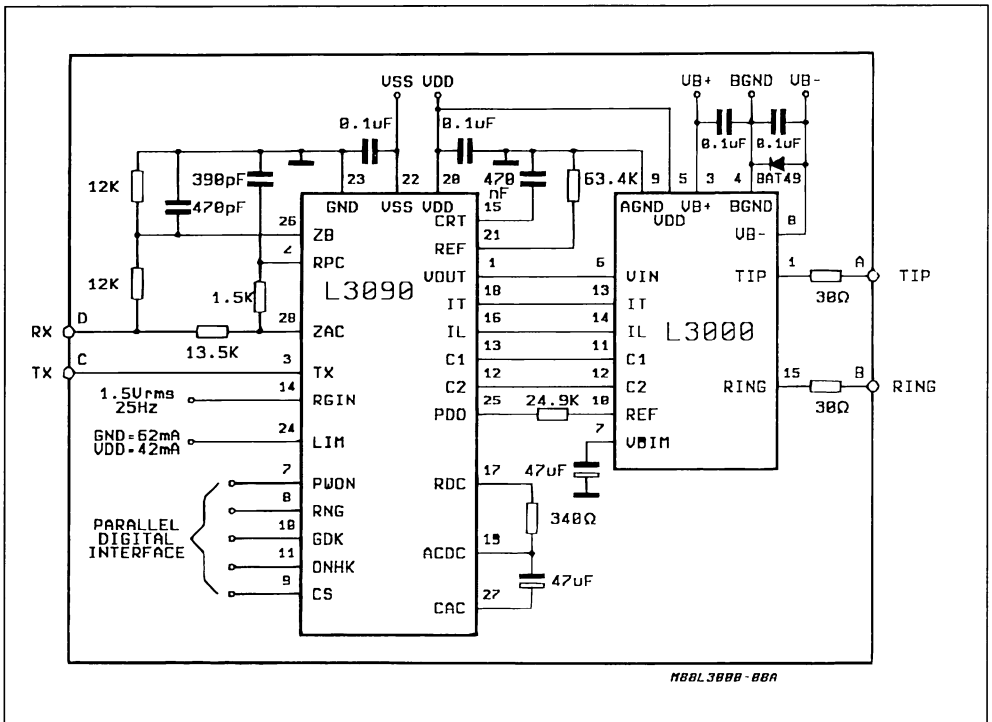 VSS VDD
VB+ BGND VB-
0.1uF 0.1uF
0.1uF 0.1uF
12K
390pF
470pF
470 nF
63.4K
BAT49
23 22 20 15
9 5 3 4
GND VSS VDD
CRT
AGND VDD VB+ BGND
26 ZB
21 REF
8 VB-
2 RPC
1 VOUT
6 VIN
1 TIP
A TIP
30Ω
12K
1.5K
L3090
18 IT
13 IT
L3000
RX D
13.5K
28 ZAC
16 IL
14 IL
TX C
3 TX
13 C1
11 C1
1.5Vrms
25Hz
14 RGIN
12 C2
12 C2
15 RING
B RING
30Ω
25 PDO
24.9K
10 REF
GND=62mA
VDD=42mA
24 LIM
7 VBIM
47uF
PARALLEL
DIGITAL
INTERFACE
7 PWON
8 RNG
10 GDK
11 ONHK
9 CS
17 RDC
340Ω
19 ACDC
47uF
27 CAC
M88L3000-08A